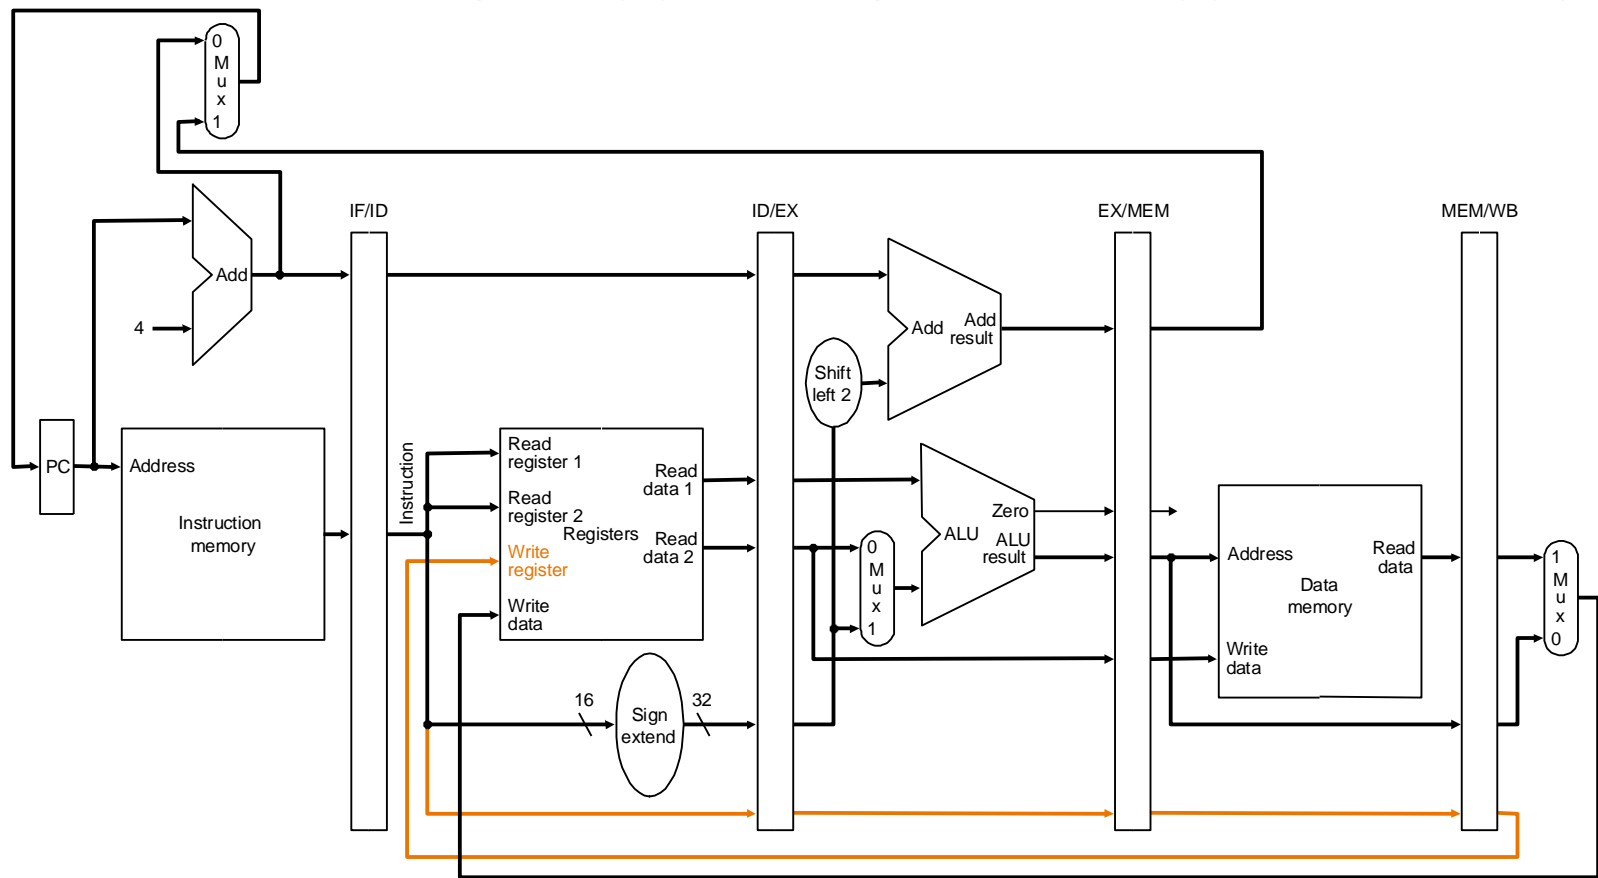 0
M
u
x
1
IF/ID
ID/EX
EX/MEM
MEM/WB
Add
4
Add
Add
result
Shift
left 2
PC
Address
Instruction
memory
Instruction
Read
register 1
Read
register 2
Write
register
Write
data
Registers
Read
data 1
Read
data 2
0
M
u
x
1
Zero
ALU
ALU
result
Address
Read
data
Data
memory
Write
data
1
M
u
x
0
16
Sign
extend
32